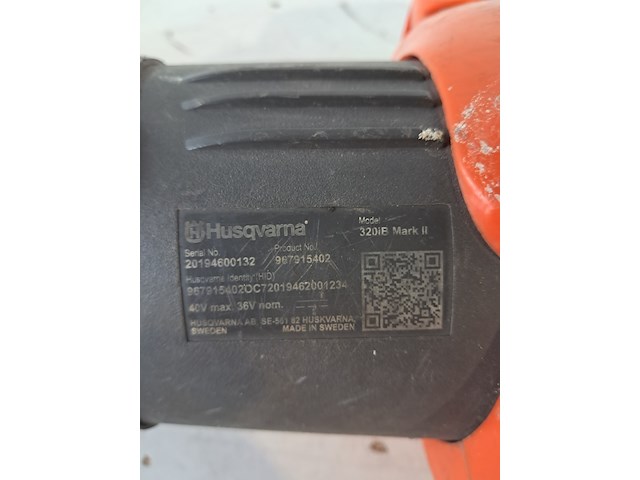 Husqvarna
Model
320iB Mark II
Serial No. Product No.
20194600132 967915402
Husqvarna Identity (HID)
967915402DC72019462001234
40V max. 36V nom.
HUSQVARNA AB, SE-561 82 HUSKVARNA,
SWEDEN MADE IN SWEDEN